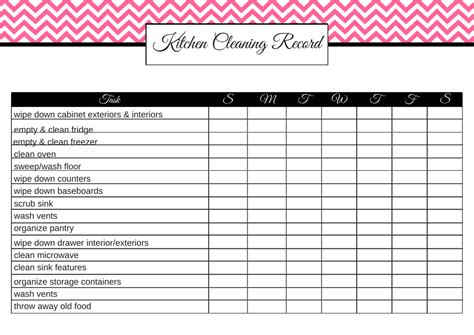 Kitchen Cleaning Record
Task S M T W T F S
wipe down cabinet exteriors & interiors
empty & clean fridge
empty & clean freezer
clean oven
sweep/wash floor
wipe down counters
wipe down baseboards
scrub sink
wash vents
organize pantry
wipe down drawer interior/exteriors
clean microwave
clean sink features
organize storage containers
wash vents
throw away old food